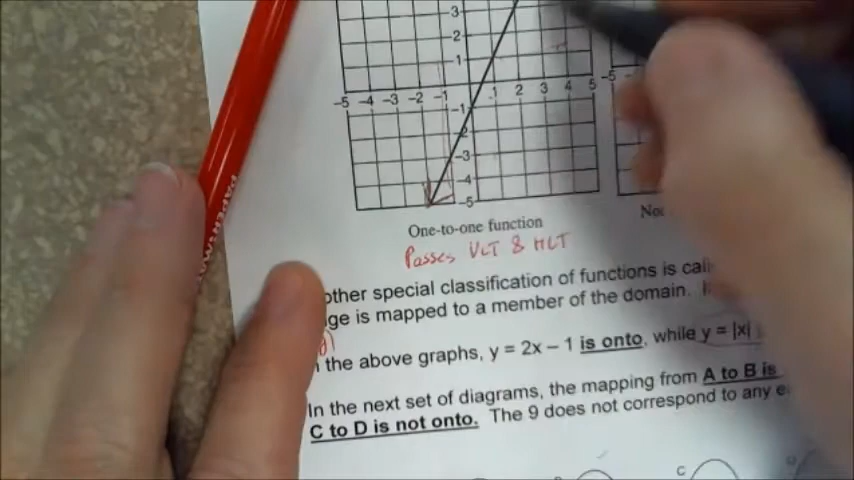 3
2
1
-5 -4 -3 -2 -1 1 2 3 4 5 -5
-1
2
-3
-4
-5
One-to-one function
Passes VLT & HLT
other special classification of functions is
ge is mapped to a member of the domain.
the above graphs, y = 2x – 1 is onto, while y = |x|
In the next set of diagrams, the mapping from A to B is
C to D is not onto. The 9 does not correspond to any
C
PAPERM